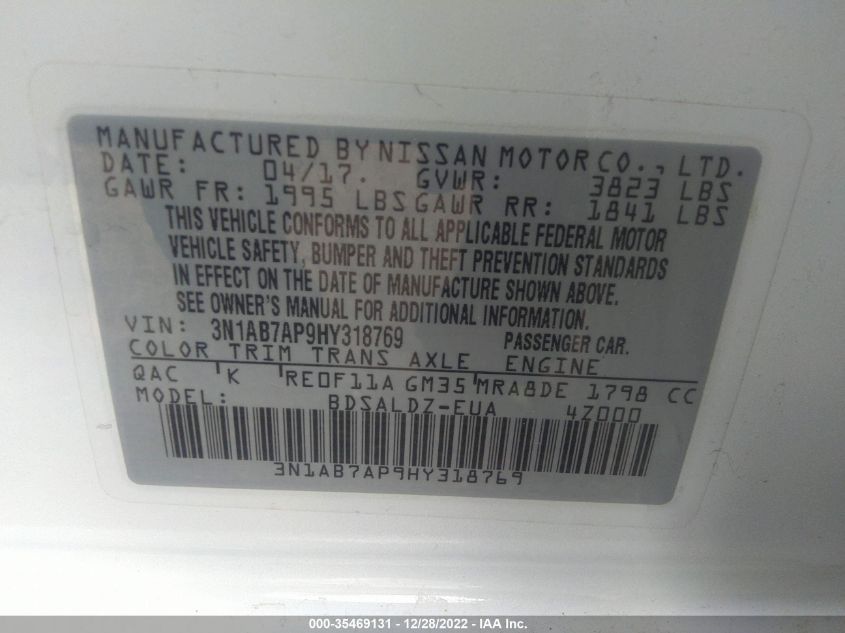 MANUFACTURED BY NISSAN MOTOR CO., LTD.
DATE: 04/17. GVWR: 3823 LBS
GAWR FR: 1995 LBS GAWR RR: 1841 LBS
THIS VEHICLE CONFORMS TO ALL APPLICABLE FEDERAL MOTOR
VEHICLE SAFETY, BUMPER AND THEFT PREVENTION STANDARDS
IN EFFECT ON THE DATE OF MANUFACTURE SHOWN ABOVE.
SEE OWNER'S MANUAL FOR ADDITIONAL INFORMATION.
VIN: 3N1AB7AP9HY318769 PASSENGER CAR.
COLOR TRIM TRANS AXLE ENGINE
QAC K RE0F11A GM35 MRA8DE 1798 CC
MODEL: BDSALDZ-EUA 4Z000
3N1AB7AP9HY318769
000-35469131 - 12/28/2022 - IAA Inc.